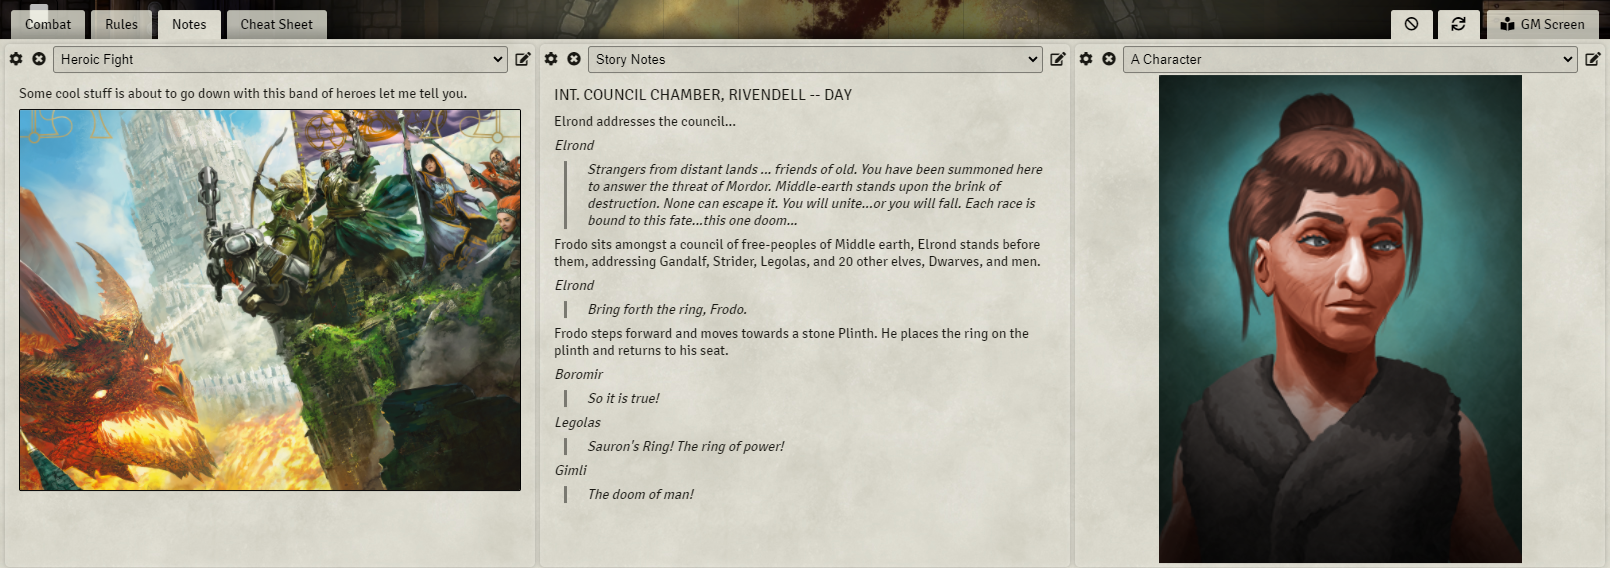 Combat
Rules
Notes
Cheat Sheet
GM Screen
Heroic Fight
Some cool stuff is about to go down with this band of heroes let me tell you.
Story Notes
INT. COUNCIL CHAMBER, RIVENDELL -- DAY
Elrond addresses the council...
Elrond
Strangers from distant lands ... friends of old. You have been summoned here
to answer the threat of Mordor. Middle-earth stands upon the brink of
destruction. None can escape it. You will unite...or you will fall. Each race is
bound to this fate...this one doom...
Frodo sits amongst a council of free-peoples of Middle earth, Elrond stands before
them, addressing Gandalf, Strider, Legolas, and 20 other elves, Dwarves, and men.
Elrond
Bring forth the ring, Frodo.
Frodo steps forward and moves towards a stone Plinth. He places the ring on the
plinth and returns to his seat.
Boromir
So it is true!
Legolas
Sauron's Ring! The ring of power!
Gimli
The doom of man!
A Character